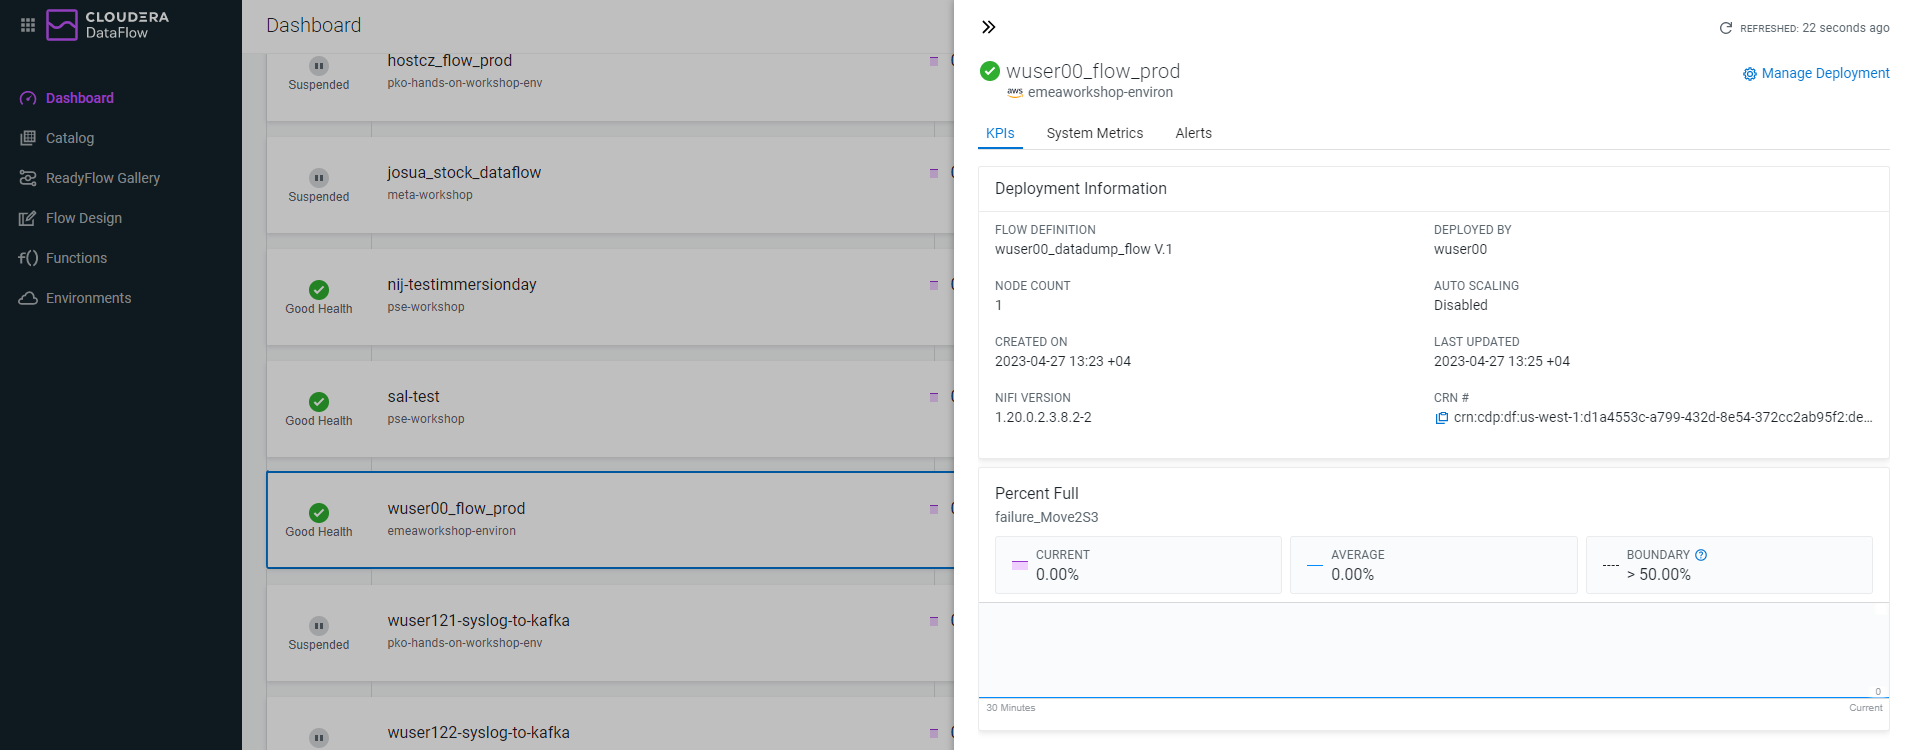 CLOUDERA
DataFlow
Dashboard
Catalog
ReadyFlow Gallery
Flow Design
Functions
Environments
Dashboard
hostcz_flow_prod
Suspended
pko-hands-on-workshop-env
josua_stock_dataflow
Suspended
meta-workshop
nij-testimmersionday
Good Health
pse-workshop
sal-test
Good Health
pse-workshop
wuser00_flow_prod
Good Health
emeaworkshop-environ
wuser121-syslog-to-kafka
Suspended
pko-hands-on-workshop-env
wuser122-syslog-to-kafka
REFRESHED: 22 seconds ago
wuser00_flow_prod
Manage Deployment
aws emeaworkshop-environ
KPIs System Metrics Alerts
Deployment Information
FLOW DEFINITION
wuser00_datadump_flow V.1
DEPLOYED BY
wuser00
NODE COUNT
1
AUTO SCALING
Disabled
CREATED ON
2023-04-27 13:23 +04
LAST UPDATED
2023-04-27 13:25 +04
NIFI VERSION
1.20.0.2.3.8.2-2
CRN #
crn:cdp:df:us-west-1:d1a4553c-a799-432d-8e54-372cc2ab95f2:de...
Percent Full
failure_Move2S3
CURRENT
0.00%
AVERAGE
0.00%
BOUNDARY ?
> 50.00%
0
30 Minutes
Current